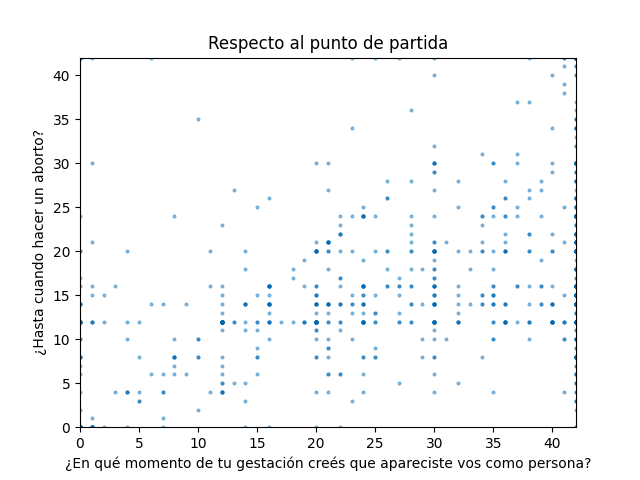 Respecto al punto de partida
¿Hasta cuando hacer un aborto?
40
35
30
25
20
15
10
5
0
0 5 10 15 20 25 30 35 40
¿En qué momento de tu gestación creés que apareciste vos como persona?